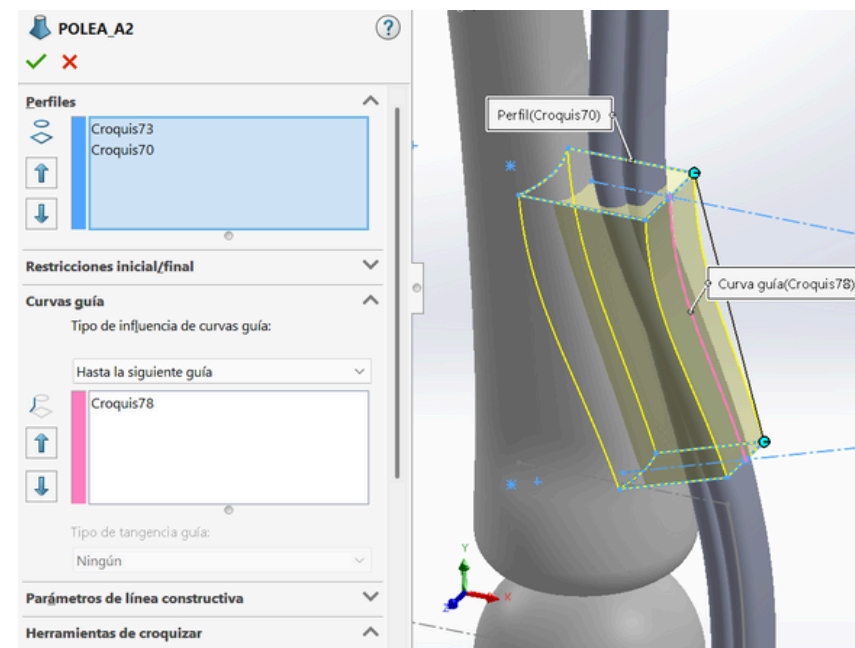 POLEA_A2
Perfiles
Croquis73
Croquis70
Restricciones inicial/final
Curvas guía
Tipo de influencia de curvas guía:
Hasta la siguiente guía
Croquis78
Tipo de tangencia guía:
Ningún
Parámetros de línea constructiva
Herramientas de croquizar
Perfil(Croquis70)
Curva guía(Croquis78)
Y
X
Z